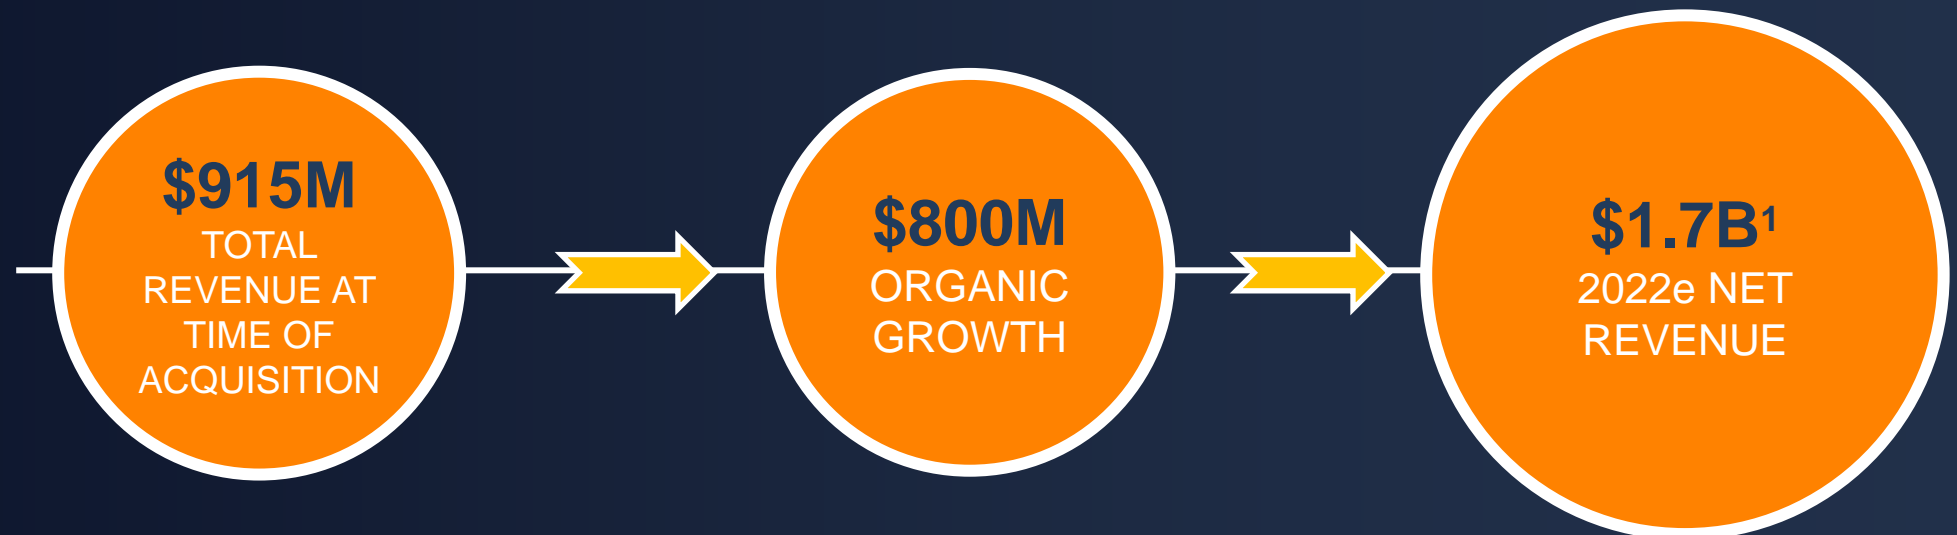 $915M
TOTAL
REVENUE AT
TIME OF
ACQUISITION
$800M
ORGANIC
GROWTH
$1.7B¹
2022e NET
REVENUE